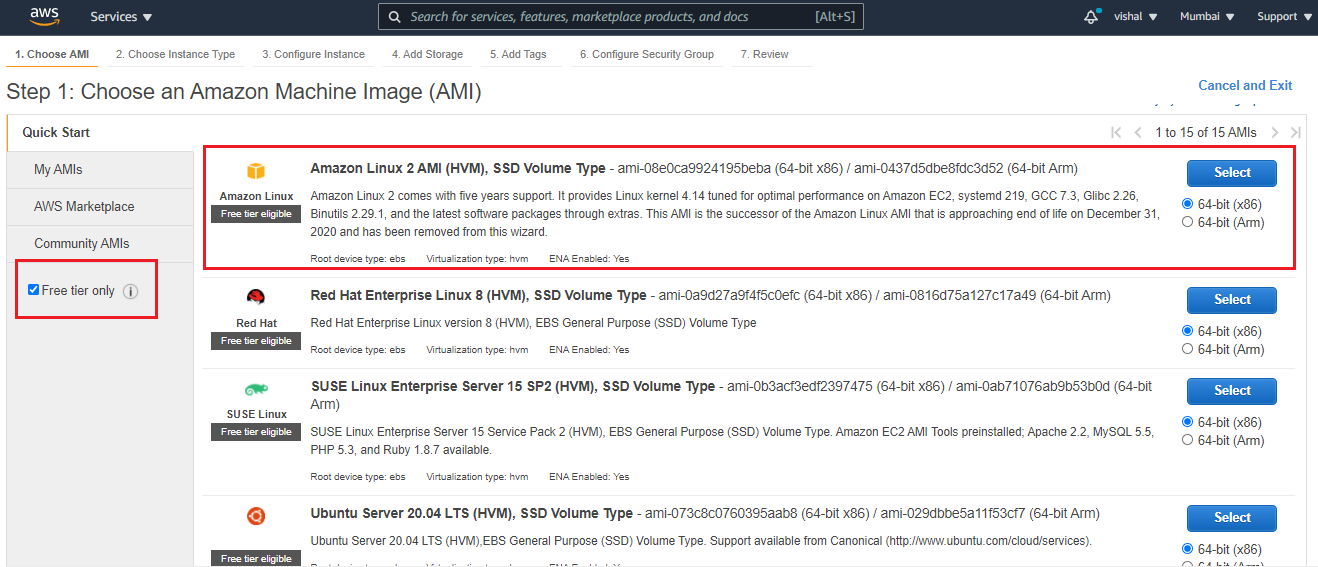 aws
Services
Search for services, features, marketplace products, and docs
[Alt+S]
vishal
Mumbai
Support
1. Choose AMI
2. Choose Instance Type
3. Configure Instance
4. Add Storage
5. Add Tags
6. Configure Security Group
7. Review
Step 1: Choose an Amazon Machine Image (AMI)
Cancel and Exit
Quick Start
My AMIs
AWS Marketplace
Community AMIs
Free tier only
1 to 15 of 15 AMIs
Amazon Linux
Free tier eligible
Amazon Linux 2 AMI (HVM), SSD Volume Type - ami-08e0ca9924195beba (64-bit x86) / ami-0437d5dbe8fdc3d52 (64-bit Arm)
Amazon Linux 2 comes with five years support. It provides Linux kernel 4.14 tuned for optimal performance on Amazon EC2, systemd 219, GCC 7.3, Glibc 2.26,
Binutils 2.29.1, and the latest software packages through extras. This AMI is the successor of the Amazon Linux AMI that is approaching end of life on December 31,
2020 and has been removed from this wizard.
Root device type: ebs Virtualization type: hvm ENA Enabled: Yes
Select
64-bit (x86)
64-bit (Arm)
Red Hat
Free tier eligible
Red Hat Enterprise Linux 8 (HVM), SSD Volume Type - ami-0a9d27a9f4f5c0efc (64-bit x86) / ami-0816d75a127c17a49 (64-bit Arm)
Red Hat Enterprise Linux version 8 (HVM), EBS General Purpose (SSD) Volume Type
Root device type: ebs Virtualization type: hvm ENA Enabled: Yes
Select
64-bit (x86)
64-bit (Arm)
SUSE Linux
Free tier eligible
SUSE Linux Enterprise Server 15 SP2 (HVM), SSD Volume Type - ami-0b3acf3edf2397475 (64-bit x86) / ami-0ab71076ab9b53b0d (64-bit
Arm)
SUSE Linux Enterprise Server 15 Service Pack 2 (HVM), EBS General Purpose (SSD) Volume Type. Amazon EC2 AMI Tools preinstalled; Apache 2.2, MySQL 5.5,
PHP 5.3, and Ruby 1.8.7 available.
Root device type: ebs Virtualization type: hvm ENA Enabled: Yes
Select
64-bit (x86)
64-bit (Arm)
Free tier eligible
Ubuntu Server 20.04 LTS (HVM), SSD Volume Type - ami-073c8c0760395aab8 (64-bit x86) / ami-029dbbe5a11f53cf7 (64-bit Arm)
Ubuntu Server 20.04 LTS (HVM),EBS General Purpose (SSD) Volume Type. Support available from Canonical (http://www.ubuntu.com/cloud/services).
Select
64-bit (x86)